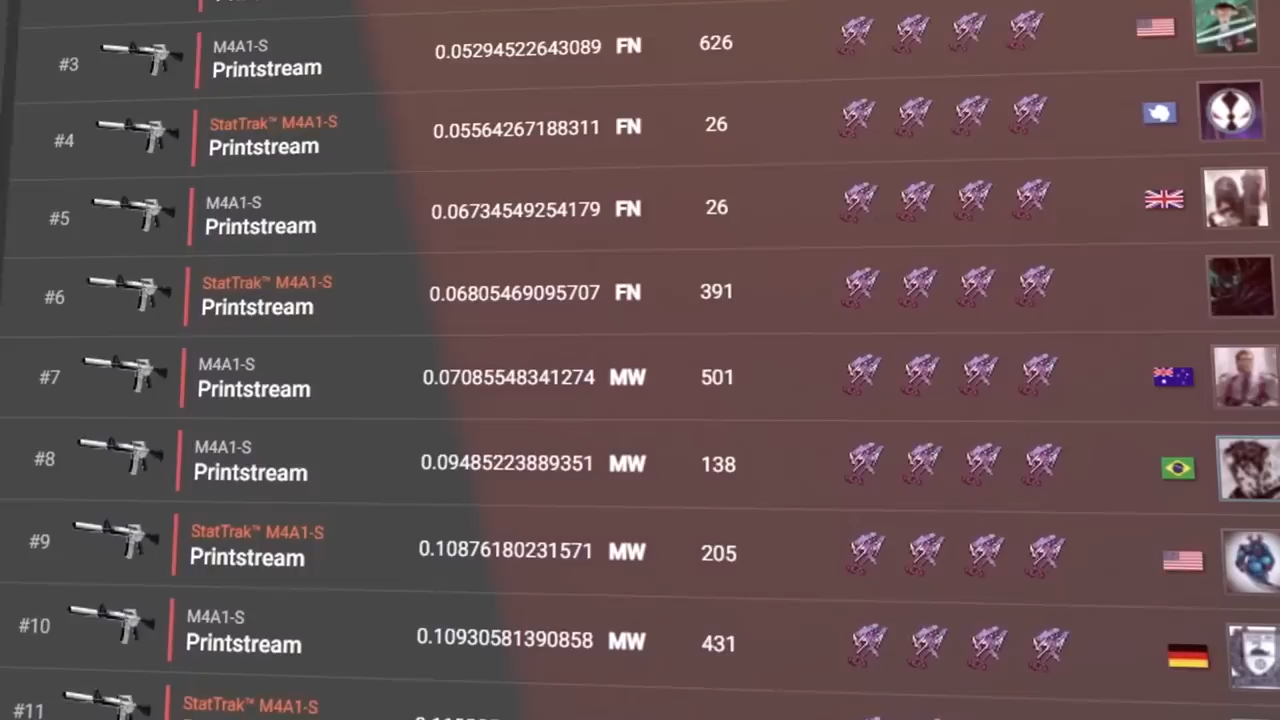 #3 M4A1-S 0.05294522643089 FN 626
Printstream
#4 StatTrak™ M4A1-S 0.05564267188311 FN 26
Printstream
#5 M4A1-S 0.06734549254179 FN 26
Printstream
#6 StatTrak™ M4A1-S 0.06805469095707 FN 391
Printstream
#7 M4A1-S 0.07085548341274 MW 501
Printstream
#8 M4A1-S 0.09485223889351 MW 138
Printstream
#9 StatTrak™ M4A1-S 0.10876180231571 MW 205
Printstream
#10 M4A1-S 0.10930581390858 MW 431
Printstream
#11 StatTrak™ M4A1-S